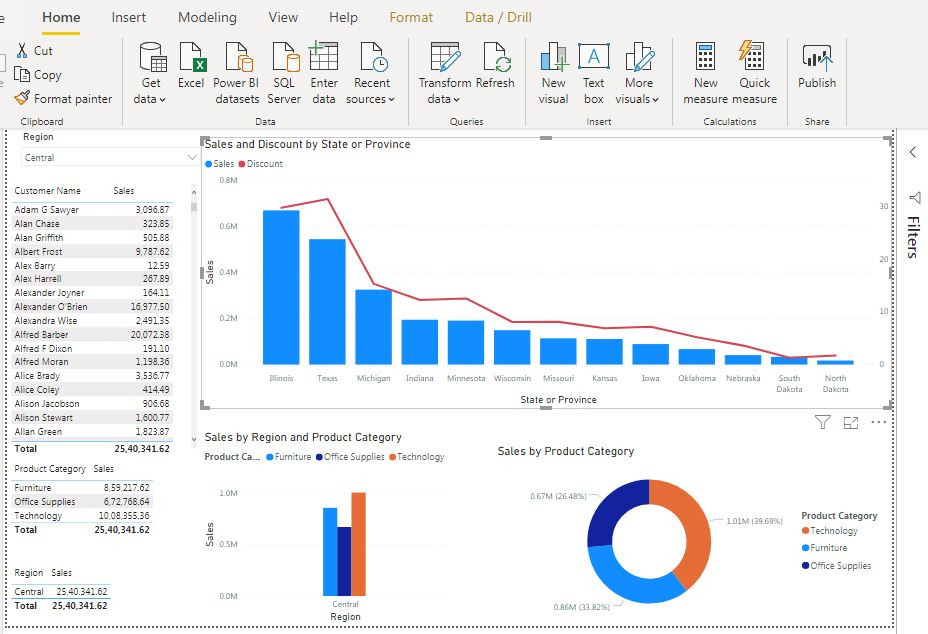 Home Insert Modeling View Help Format Data / Drill
Cut
Copy
Format painter
Clipboard
Get data
Excel
Power BI datasets
SQL Server
Enter data
Recent sources
Data
Transform data
Refresh
Queries
New visual
Text box
More visuals
Insert
New measure
Quick measure
Calculations
Publish
Share
Region
Central
Customer Name Sales
Adam G Sawyer 3,096.87
Alan Chase 323.85
Alan Griffith 505.88
Albert Frost 9,787.62
Alex Barry 12.59
Alex Harrell 267.89
Alexander Joyner 164.11
Alexander O'Brien 16,977.50
Alexandra Wise 2,491.35
Alfred Barber 20,072.38
Alfred F Dixon 191.10
Alfred Moran 1,198.36
Alice Brady 3,536.77
Alice Coley 414.49
Alison Jacobson 906.68
Alison Stewart 1,600.77
Allan Green 1,823.87
Total 25,40,341.62
Product Category Sales
Furniture 8,59,217.62
Office Supplies 6,72,768.64
Technology 10,08,355.36
Total 25,40,341.62
Region Sales
Central 25,40,341.62
Total 25,40,341.62
Sales and Discount by State or Province
Sales Discount
0.8M
0.6M
0.4M
0.2M
0.0M
Sales
30
20
10
0
Illinois Texas Michigan Indiana Minnesota Wisconsin Missouri Kansas Iowa Oklahoma Nebraska South Dakota North Dakota
State or Province
Sales by Region and Product Category
Product Ca... Furniture Office Supplies Technology
1.0M
0.5M
0.0M
Sales
Central
Region
Sales by Product Category
0.67M (26.48%)
1.01M (39.69%)
0.86M (33.82%)
Product Category
Technology
Furniture
Office Supplies
Filters